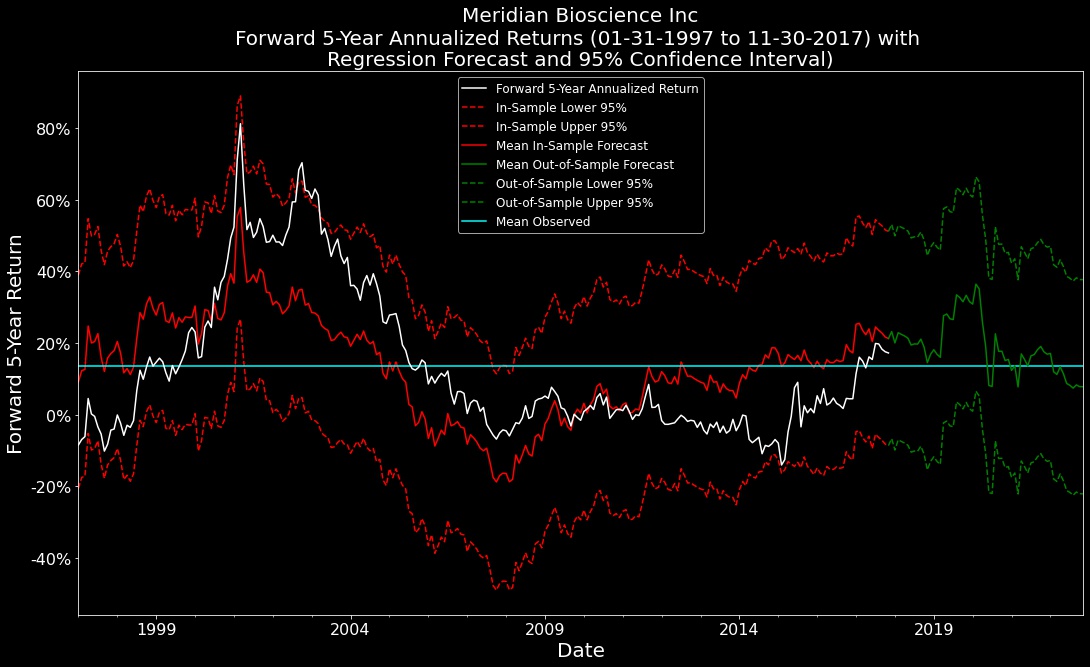 Meridian Bioscience Inc
Forward 5-Year Annualized Returns (01-31-1997 to 11-30-2017) with
Regression Forecast and 95% Confidence Interval)
Forward 5-Year Annualized Return
In-Sample Lower 95%
In-Sample Upper 95%
Mean In-Sample Forecast
Mean Out-of-Sample Forecast
Out-of-Sample Lower 95%
Out-of-Sample Upper 95%
Mean Observed
Forward 5-Year Return
80%
60%
40%
20%
0%
-20%
-40%
1999
2004
2009
2014
2019
Date